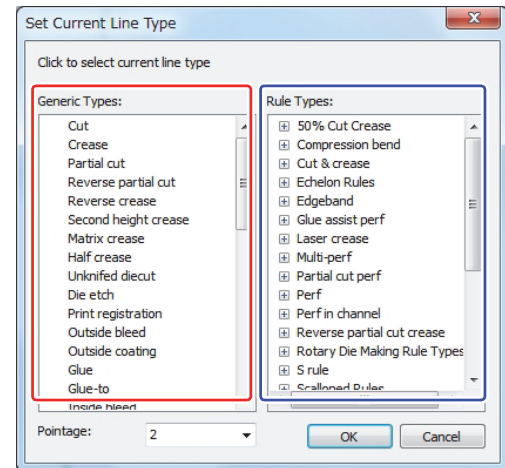 Set Current Line Type
Click to select current line type
Generic Types:
Cut
Crease
Partial cut
Reverse partial cut
Reverse crease
Second height crease
Matrix crease
Half crease
Unknifed diecut
Die etch
Print registration
Outside bleed
Outside coating
Glue
Glue-to
Inside bleed
Rule Types:
50% Cut Crease
Compression bend
Cut & crease
Echelon Rules
Edgeband
Glue assist perf
Laser crease
Multi-perf
Partial cut perf
Perf
Perf in channel
Reverse partial cut crease
Rotary Die Making Rule Types
S rule
Scalloped Rules
Pointage:
2
OK
Cancel